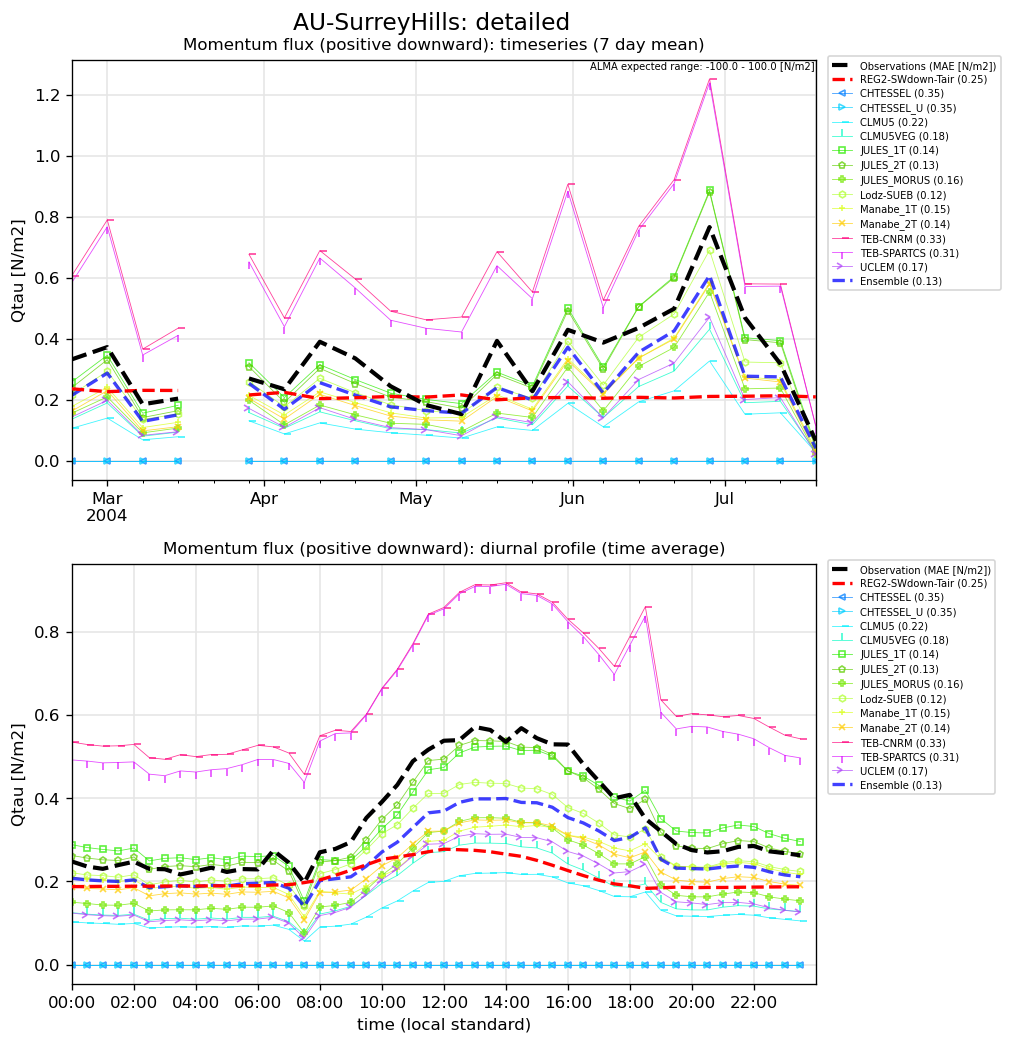 AU-SurreyHills: detailed
Momentum flux (positive downward): timeseries (7 day mean)
ALMA expected range: -100.0 - 100.0 [N/m2]
Qtau [N/m2]
1.2
1.0
0.8
0.6
0.4
0.2
0.0
Mar
2004
Apr
May
Jun
Jul
Observations (MAE [N/m2])
REG2-SWdown-Tair (0.25)
CHTESSEL (0.35)
CHTESSEL_U (0.35)
CLMU5 (0.22)
CLMU5VEG (0.18)
JULES_1T (0.14)
JULES_2T (0.13)
JULES_MORUS (0.16)
Lodz-SUEB (0.12)
Manabe_1T (0.15)
Manabe_2T (0.14)
TEB-CNRM (0.33)
TEB-SPARTCS (0.31)
UCLEM (0.17)
Ensemble (0.13)
Momentum flux (positive downward): diurnal profile (time average)
Qtau [N/m2]
0.8
0.6
0.4
0.2
0.0
00:00 02:00 04:00 06:00 08:00 10:00 12:00 14:00 16:00 18:00 20:00 22:00
time (local standard)
Observation (MAE [N/m2])
REG2-SWdown-Tair (0.25)
CHTESSEL (0.35)
CHTESSEL_U (0.35)
CLMU5 (0.22)
CLMU5VEG (0.18)
JULES_1T (0.14)
JULES_2T (0.13)
JULES_MORUS (0.16)
Lodz-SUEB (0.12)
Manabe_1T (0.15)
Manabe_2T (0.14)
TEB-CNRM (0.33)
TEB-SPARTCS (0.31)
UCLEM (0.17)
Ensemble (0.13)